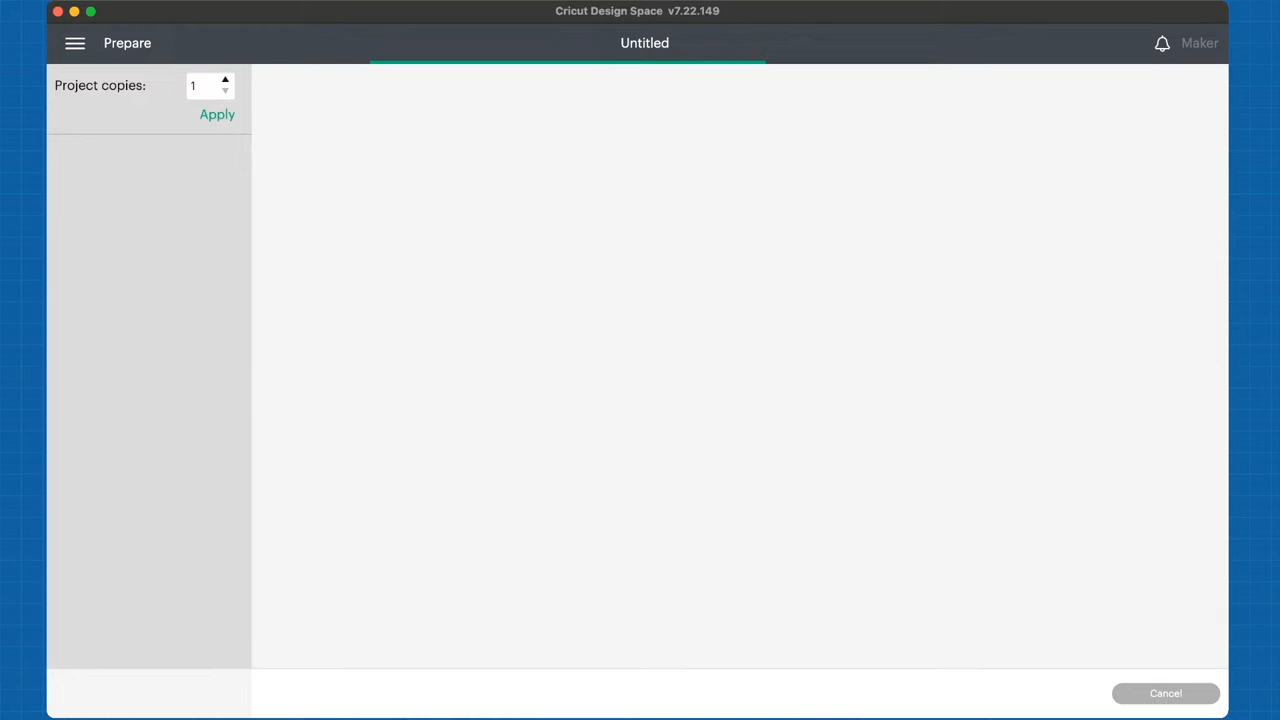 Cricut Design Space v7.22.149
Prepare
Untitled
Maker
Project copies:
1
Apply
Cancel